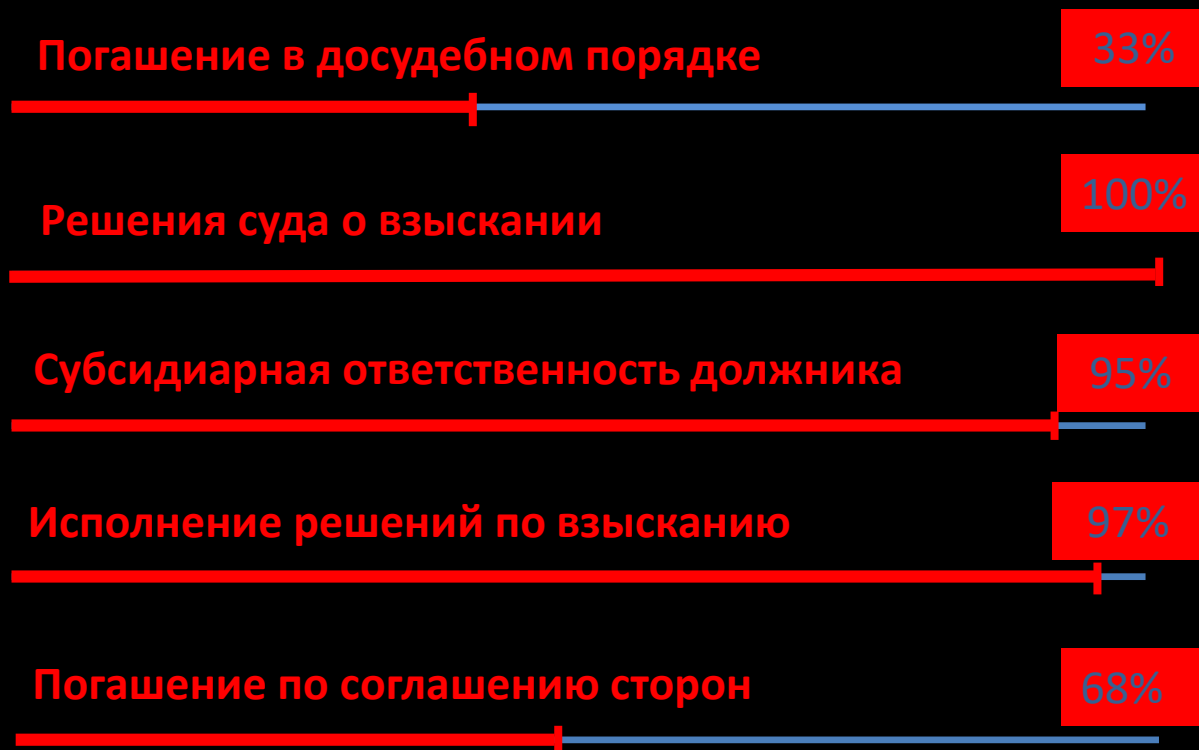 Погашение в досудебном порядке
33%
Решения суда о взыскании
100%
Субсидиарная ответственность должника
95%
Исполнение решений по взысканию
97%
Погашение по соглашению сторон
68%